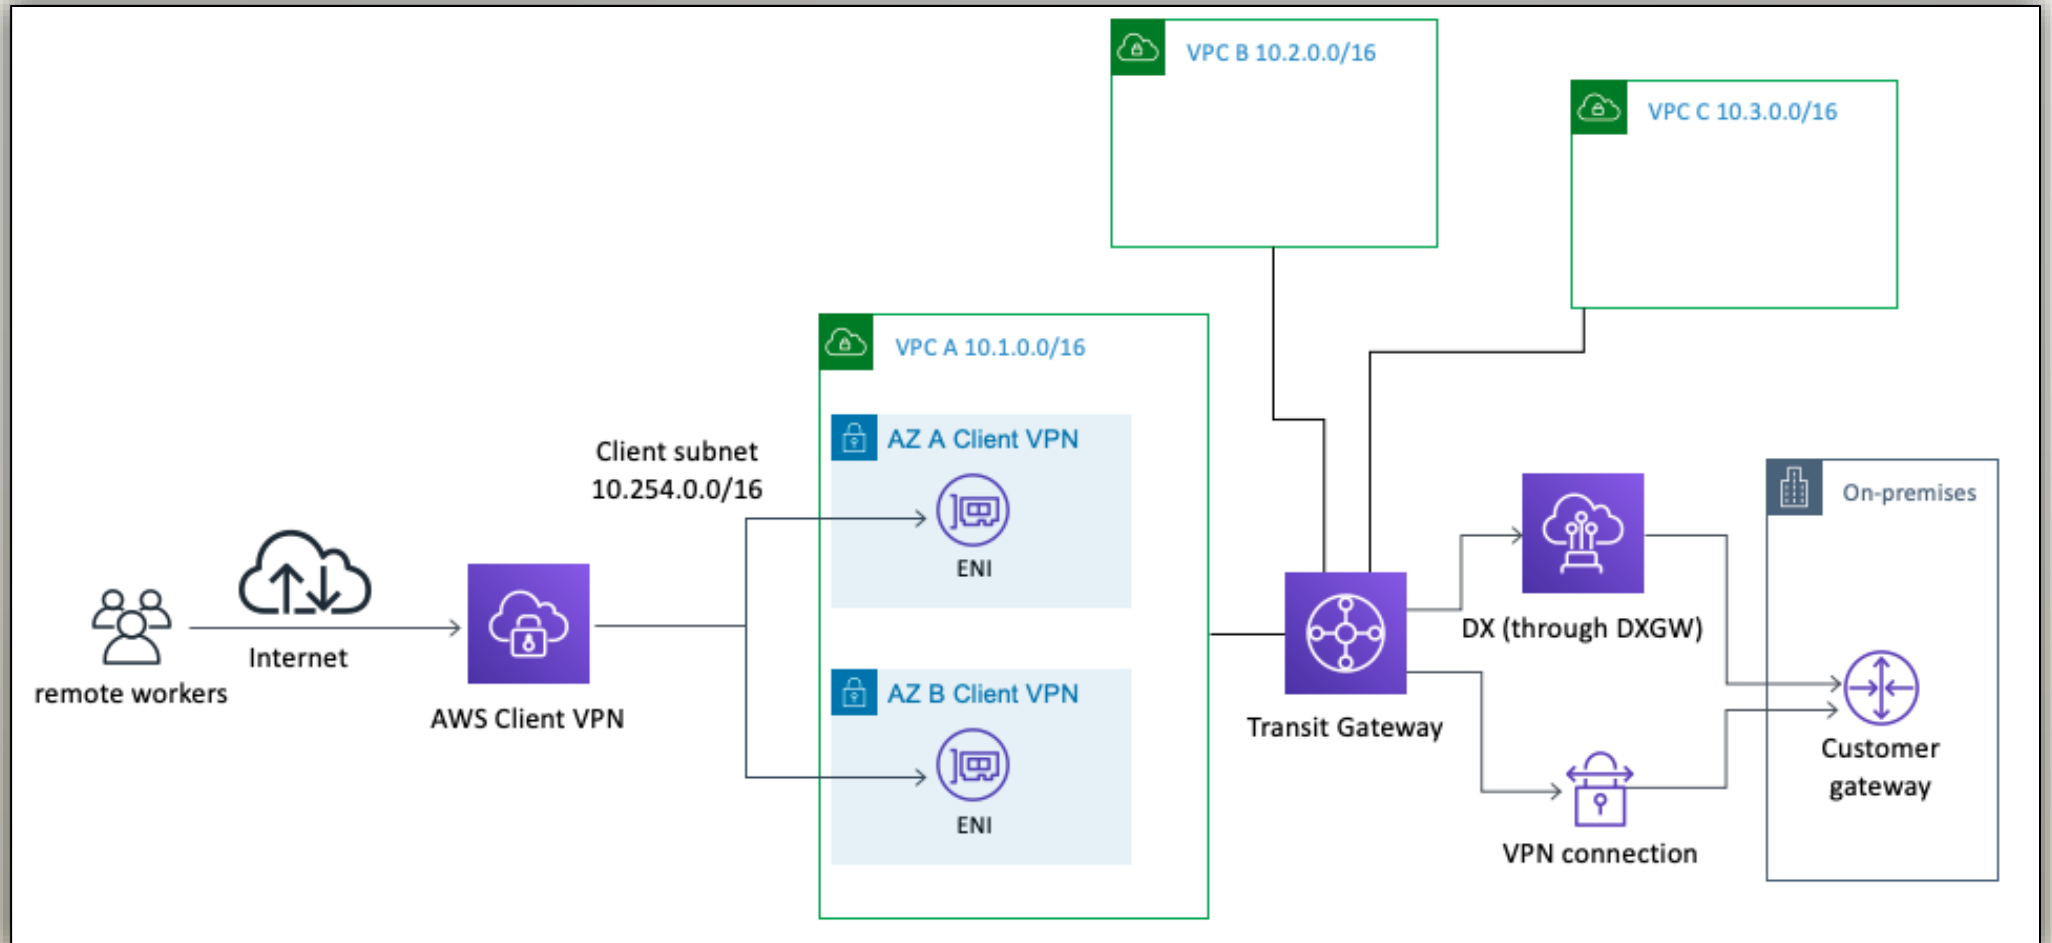 VPC B 10.2.0.0/16
VPC C 10.3.0.0/16
VPC A 10.1.0.0/16
AZ A Client VPN
ENI
Client subnet
10.254.0.0/16
AZ B Client VPN
ENI
Internet
remote workers
AWS Client VPN
Transit Gateway
DX (through DXGW)
VPN connection
On-premises
Customer
gateway